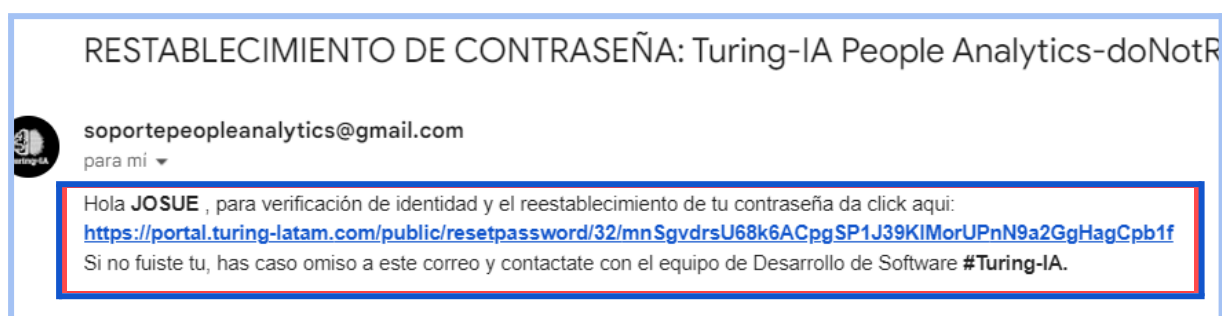 RESTABLECIMIENTO DE CONTRASEÑA: Turing-IA People Analytics-doNotR
soportepeopleanalytics@gmail.com
para mí
Hola JOSUE , para verificación de identidad y el reestablecimiento de tu contraseña da click aqui:
https://portal.turing-latam.com/public/resetpassword/32/mnSgvdrsU68k6ACpgSP1J39KlMorUPnN9a2GgHagCpb1f
Si no fuiste tu, has caso omiso a este correo y contactate con el equipo de Desarrollo de Software #Turing-IA.